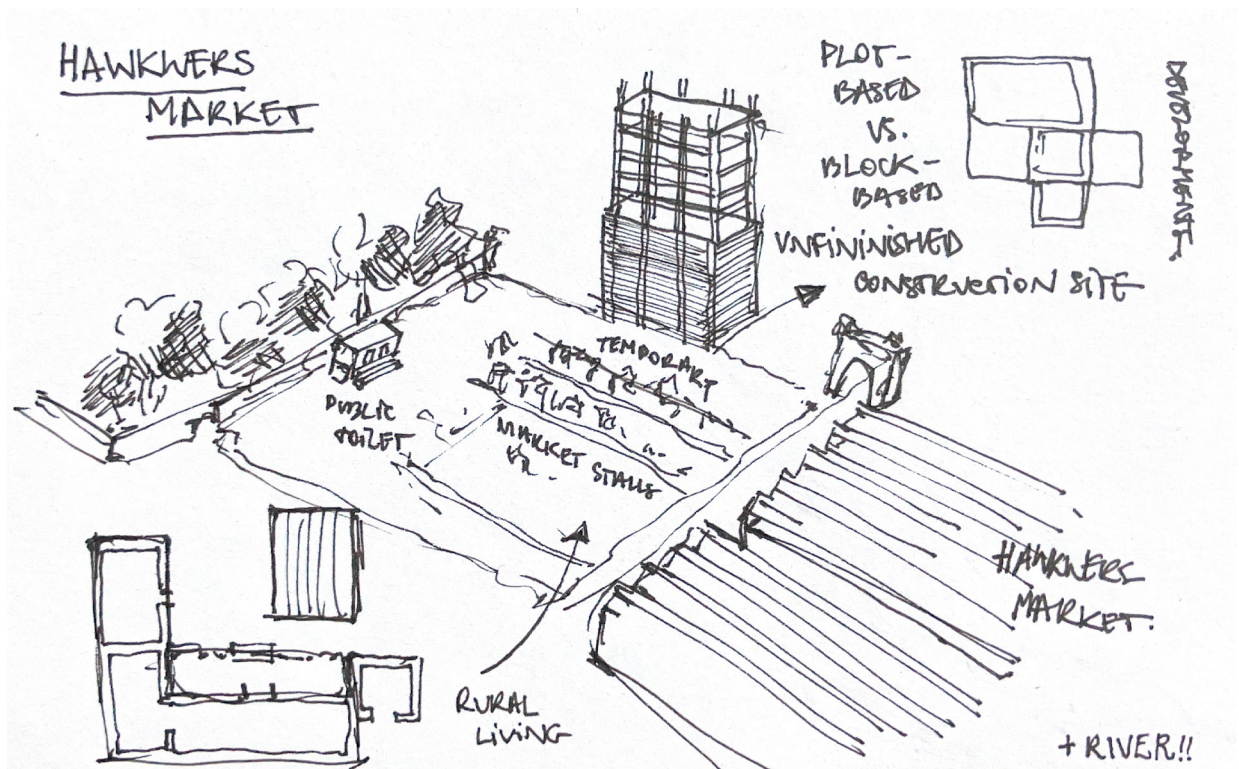 HAWKWERS
MARKET
PLOT-
BASED
VS.
BLOCK-
BASED
DEVELOPMENT
UNFININISHED
CONSTRUCTION SITE
TEMPORARY
MARKET STALLS
PUBLIC
TOILET
RURAL
LIVING
HAWKWERS
MARKET.
+ RIVER!!